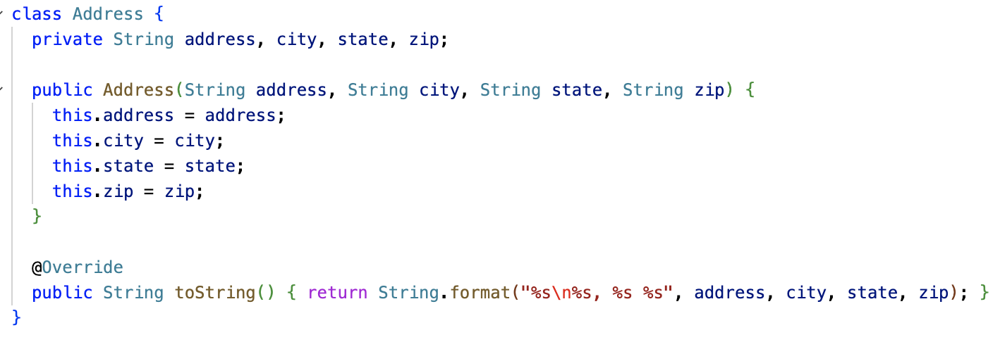 class Address {
private String address, city, state, zip;
public Address(String address, String city, String state, String zip) {
this.address = address;
this.city = city;
this.state = state;
this.zip = zip;
}
@Override
public String toString() { return String.format("%s\n%s, %s %s", address, city, state, zip); }
}